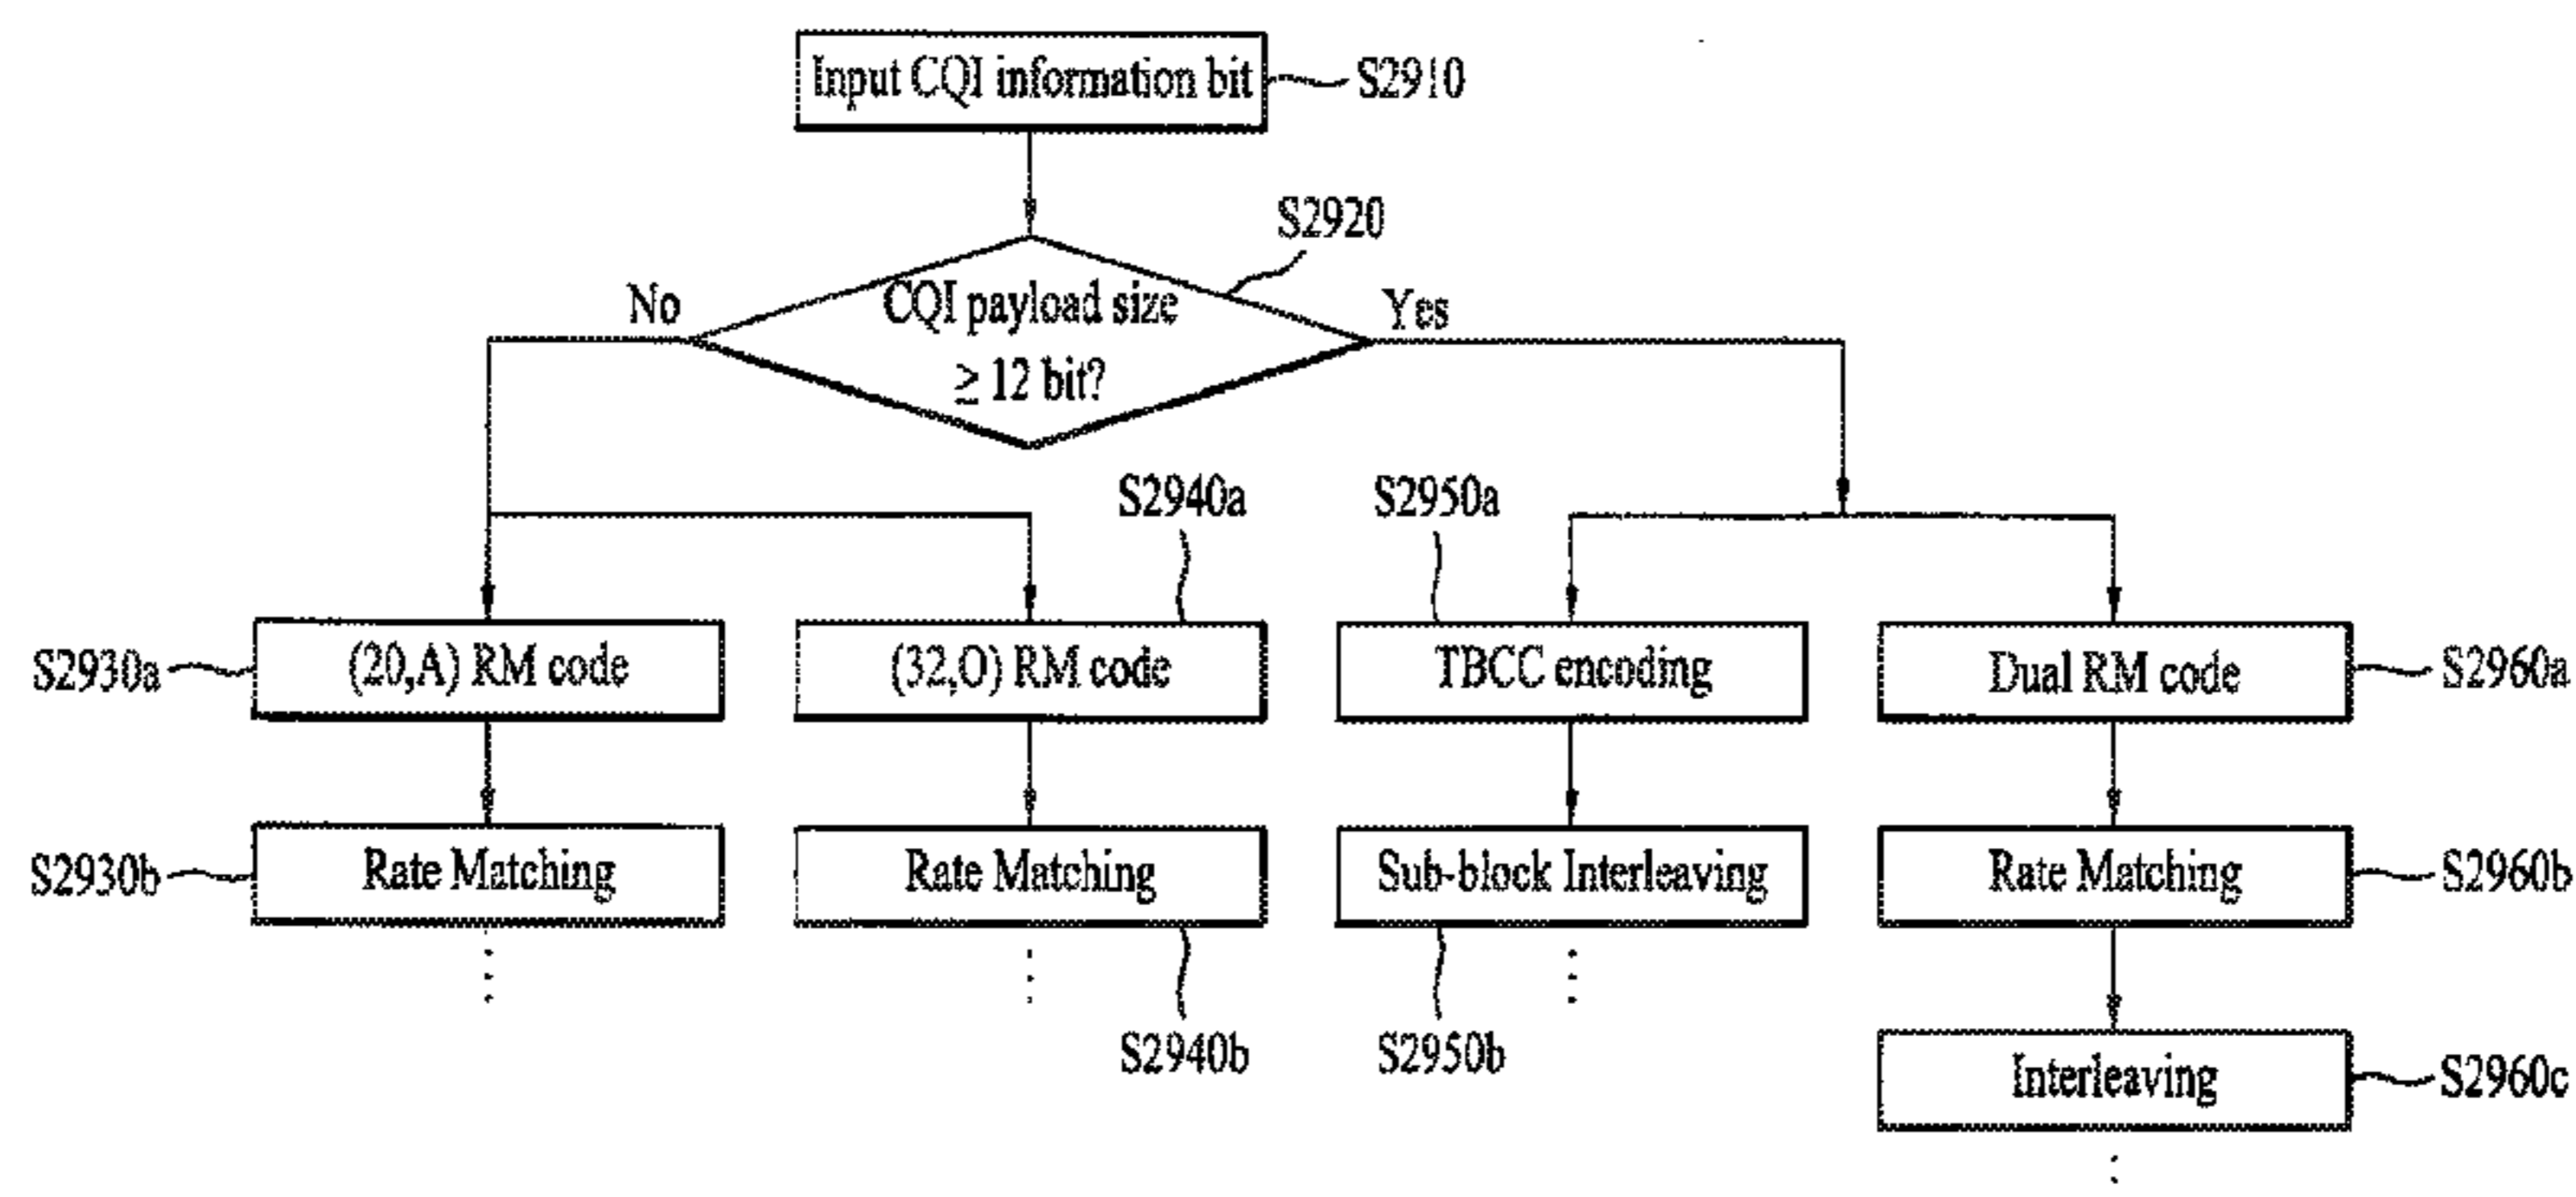 Input CQI information bit
S2910
S2920
No
CQI payload size
≥ 12 bit?
Yes
S2940a
S2950a
S2930a
(20,A) RM code
(32,O) RM code
TBCC encoding
Dual RM code
S2960a
S2930b
Rate Matching
Rate Matching
Sub-block Interleaving
Rate Matching
S2960b
S2940b
S2950b
Interleaving
S2960c